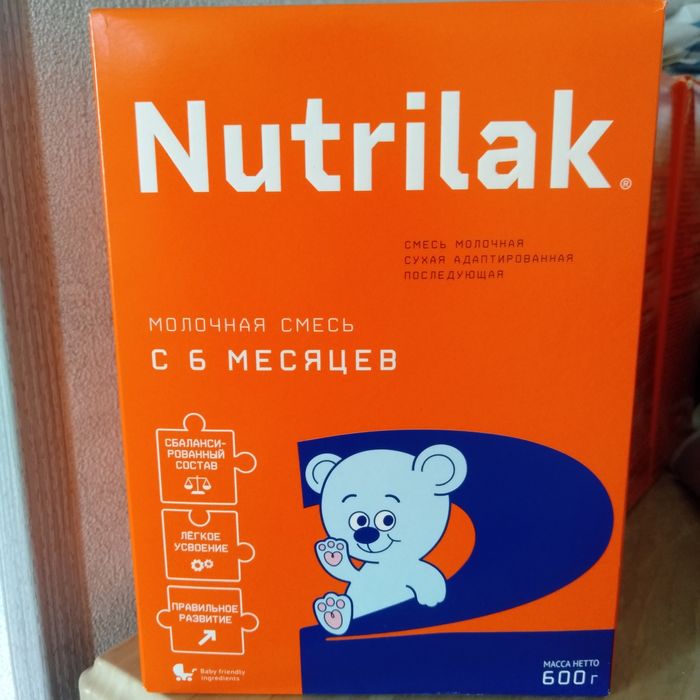 Nutrilak®
СМЕСЬ МОЛОЧНАЯ
СУХАЯ АДАПТИРОВАННАЯ
ПОСЛЕДУЮЩАЯ
МОЛОЧНАЯ СМЕСЬ
С 6 МЕСЯЦЕВ
СБАЛАНСИ-
РОВАННЫЙ
СОСТАВ
ЛЁГКОЕ
УСВОЕНИЕ
ПРАВИЛЬНОЕ
РАЗВИТИЕ
2
Baby friendly
ingredients
МАССА НЕТТО
600 г